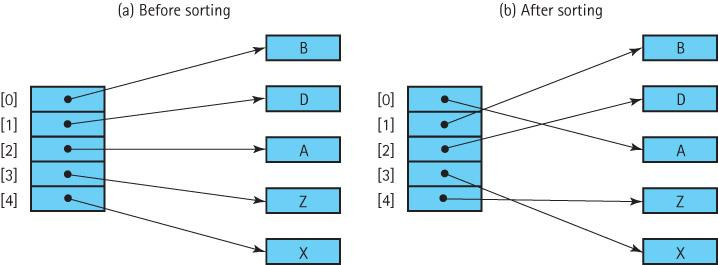 (a) Before sorting
[0]
[1]
[2]
[3]
[4]
B
D
A
Z
X
(b) After sorting
[0]
[1]
[2]
[3]
[4]
B
D
A
Z
X